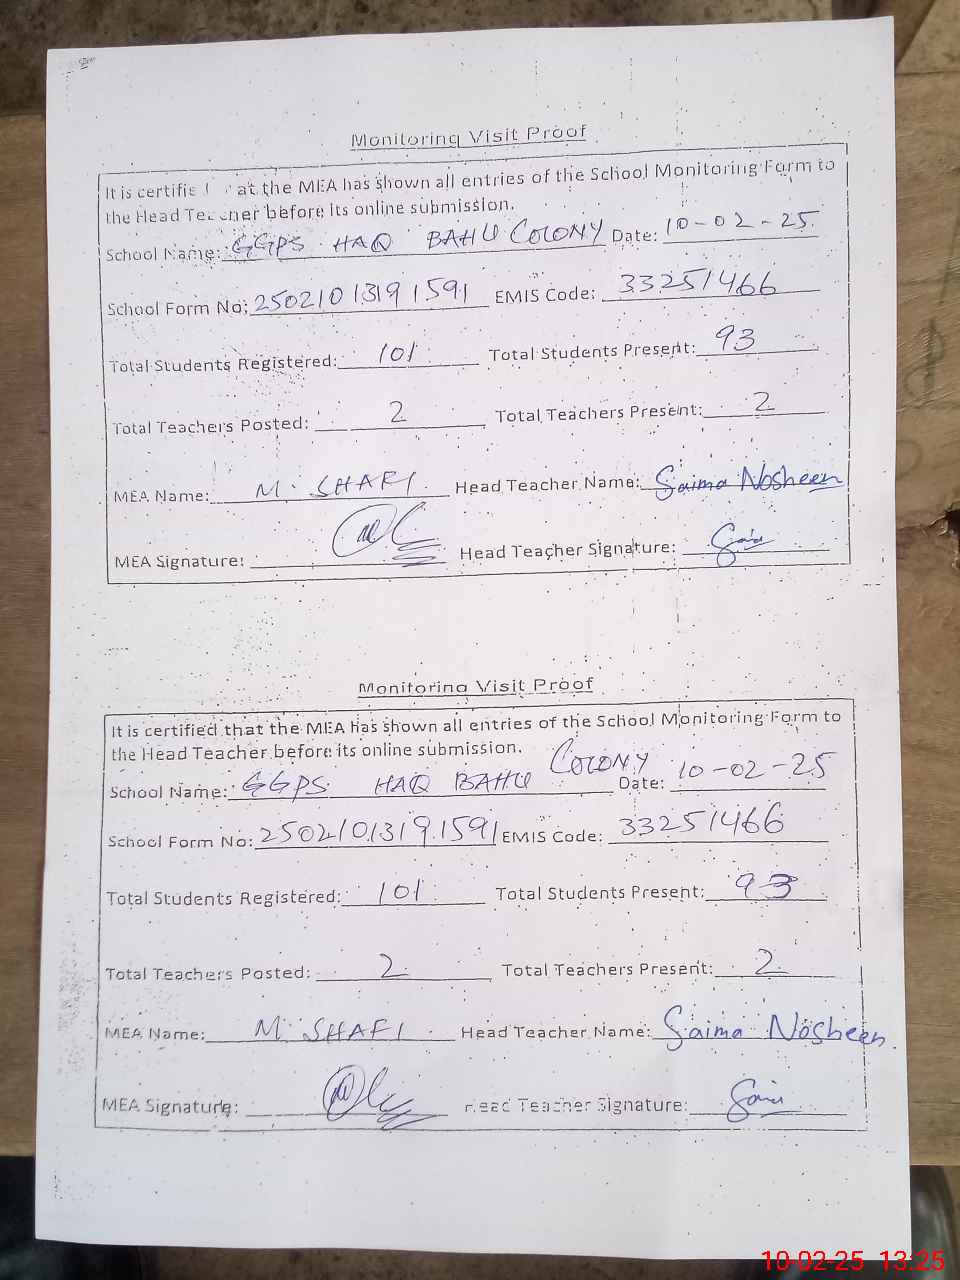 Monitoring Visit Proof
It is certifie at the MEA has shown all entries of the School Monitoring Form to
the Head Teacher before its online submission.
School Name: GGPS HAQ BAHU COLONY Date: 10-02-25.
School Form No: 2502101319 1591 EMIS Code: 33251466
Total Students Registered: 101 Total Students Present: 93
Total Teachers Posted: 2 Total Teachers Present: 2
MEA Name: M. SHAFI Head Teacher Name: Saima Nosheen
MEA Signature: Head Teacher Signature: Saima
Monitoring Visit Proof
It is certified that the MEA has shown all entries of the School Monitoring Form to
the Head Teacher before its online submission.
School Name: GGPS HAQ BAHU COLONY Date: 10-02-25
School Form No: 2502101319 1591 EMIS Code: 33251466
Total Students Registered: 101 Total Students Present: 93
Total Teachers Posted: 2 Total Teachers Present: 2
MEA Name: M. SHAFI Head Teacher Name: Saima Nosheen.
MEA Signature: Head Teacher Signature: Saima
10-02-25 13:25